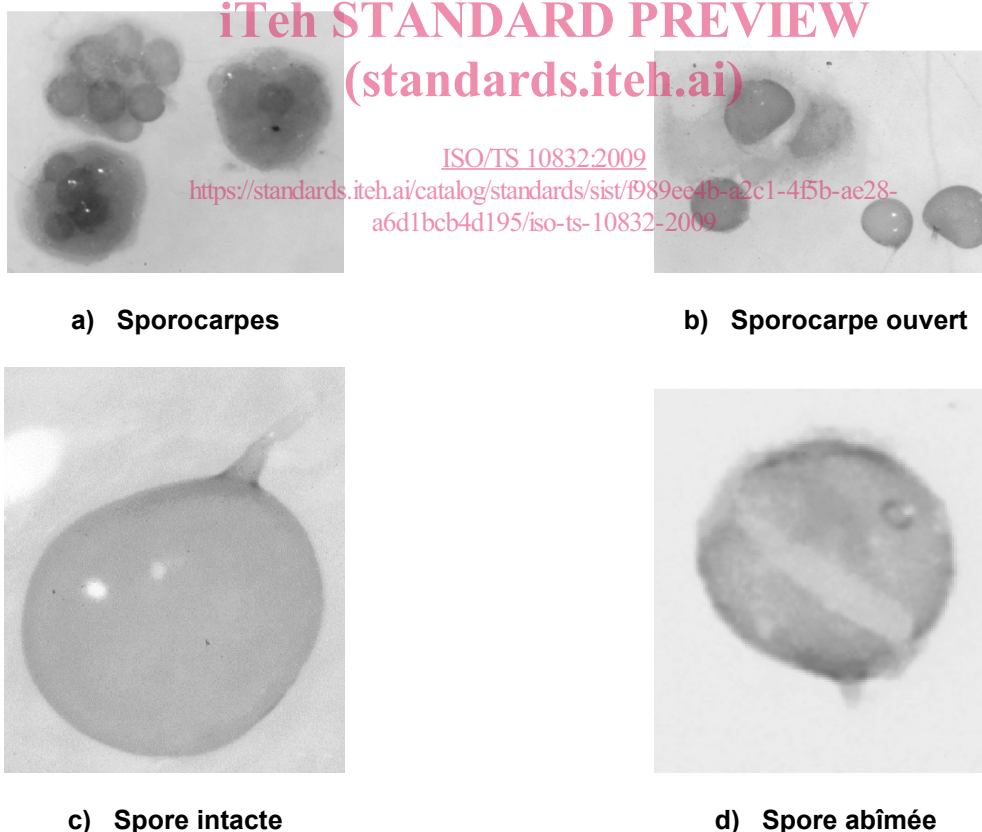 iTeh STANDARD PREVIEW
(standards.iteh.ai)
ISO/TS 10832:2009
https://standards.iteh.ai/catalog/standards/sist/f989ee4b-a2c1-4f5b-ae28-
a6d1bcb4d195/iso-ts-10832-2009
a) Sporocarpes
b) Sporocarpe ouvert
c) Spore intacte
d) Spore abîmée